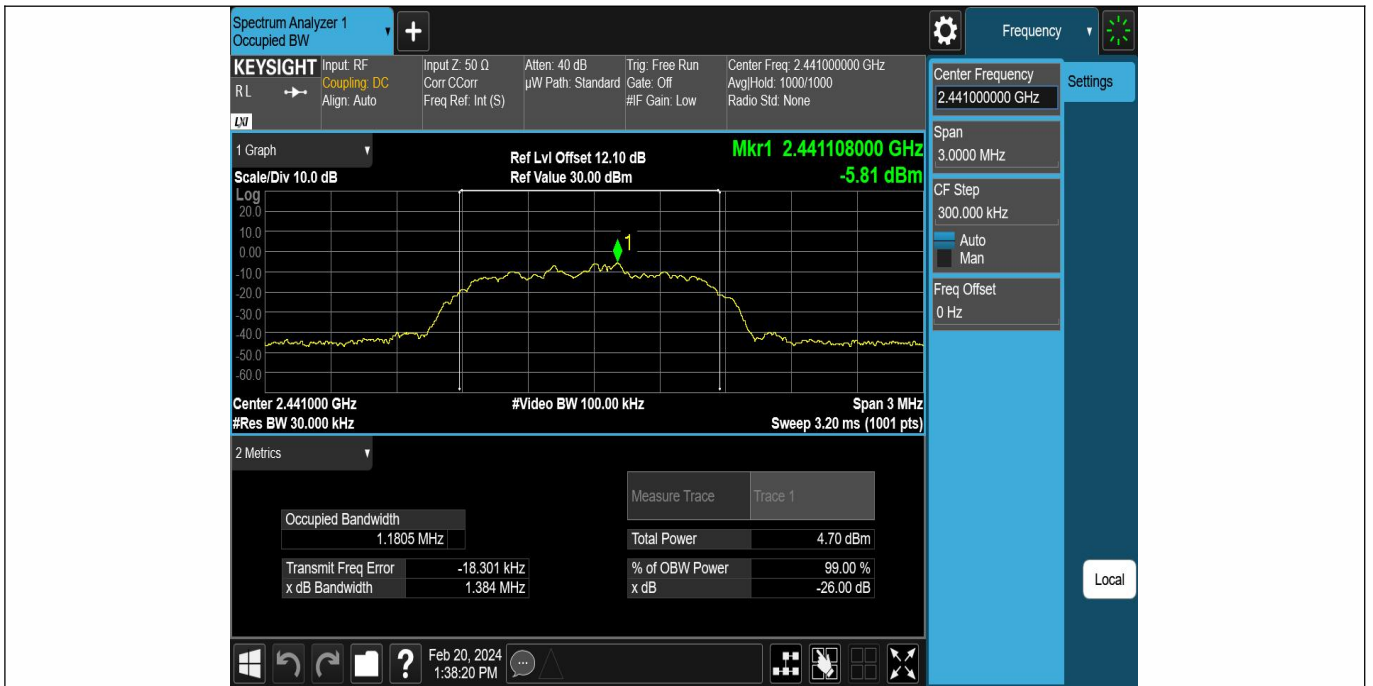 Spectrum Analyzer 1
Occupied BW
+
Frequency
KEYSIGHT
RL
LXI
Input: RF
Coupling: DC
Align: Auto
Input Z: 50 Ω
Corr CCorr
Freq Ref: Int (S)
Atten: 40 dB
µW Path: Standard
Trig: Free Run
Gate: Off
#IF Gain: Low
Center Freq: 2.441000000 GHz
Avg|Hold: 1000/1000
Radio Std: None
Center Frequency
2.441000000 GHz
Settings
Span
3.0000 MHz
CF Step
300.000 kHz
Auto
Man
Freq Offset
0 Hz
Local
1 Graph
Scale/Div 10.0 dB
Ref Lvl Offset 12.10 dB
Ref Value 30.00 dBm
Mkr1 2.441108000 GHz
-5.81 dBm
Log
20.0
10.0
0.00
-10.0
-20.0
-30.0
-40.0
-50.0
-60.0
1
Center 2.441000 GHz
#Res BW 30.000 kHz
#Video BW 100.00 kHz
Span 3 MHz
Sweep 3.20 ms (1001 pts)
2 Metrics
Measure Trace Trace 1
Occupied Bandwidth
1.1805 MHz
Total Power 4.70 dBm
Transmit Freq Error -18.301 kHz
% of OBW Power 99.00 %
x dB Bandwidth 1.384 MHz
x dB -26.00 dB
?
Feb 20, 2024
1:38:20 PM